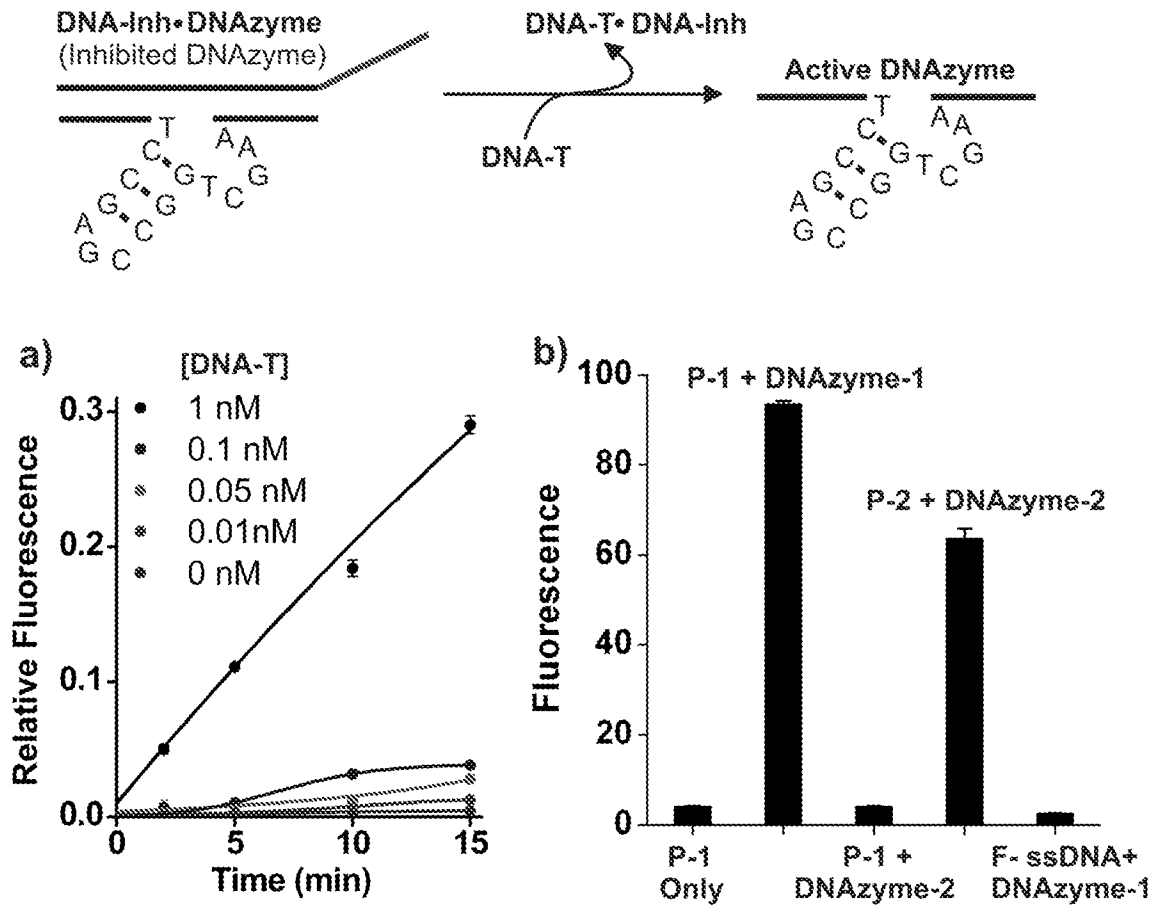 DNA-Inh•DNAzyme
(Inhibited DNAzyme)
DNA-T•DNA-Inh
DNA-T
Active DNAzyme
T
C
C
G
A
G
C
C
G
G
T
C
G
A
A
T
C
C
G
A
G
C
C
G
G
T
C
G
A
A
a)
[DNA-T]
1 nM
0.1 nM
0.05 nM
0.01nM
0 nM
Relative Fluorescence
0.3
0.2
0.1
0.0
0
5
10
15
Time (min)
b)
Fluorescence
100
80
60
40
20
0
P-1 + DNAzyme-1
P-2 + DNAzyme-2
P-1
Only
P-1 +
DNAzyme-2
F- ssDNA+
DNAzyme-1